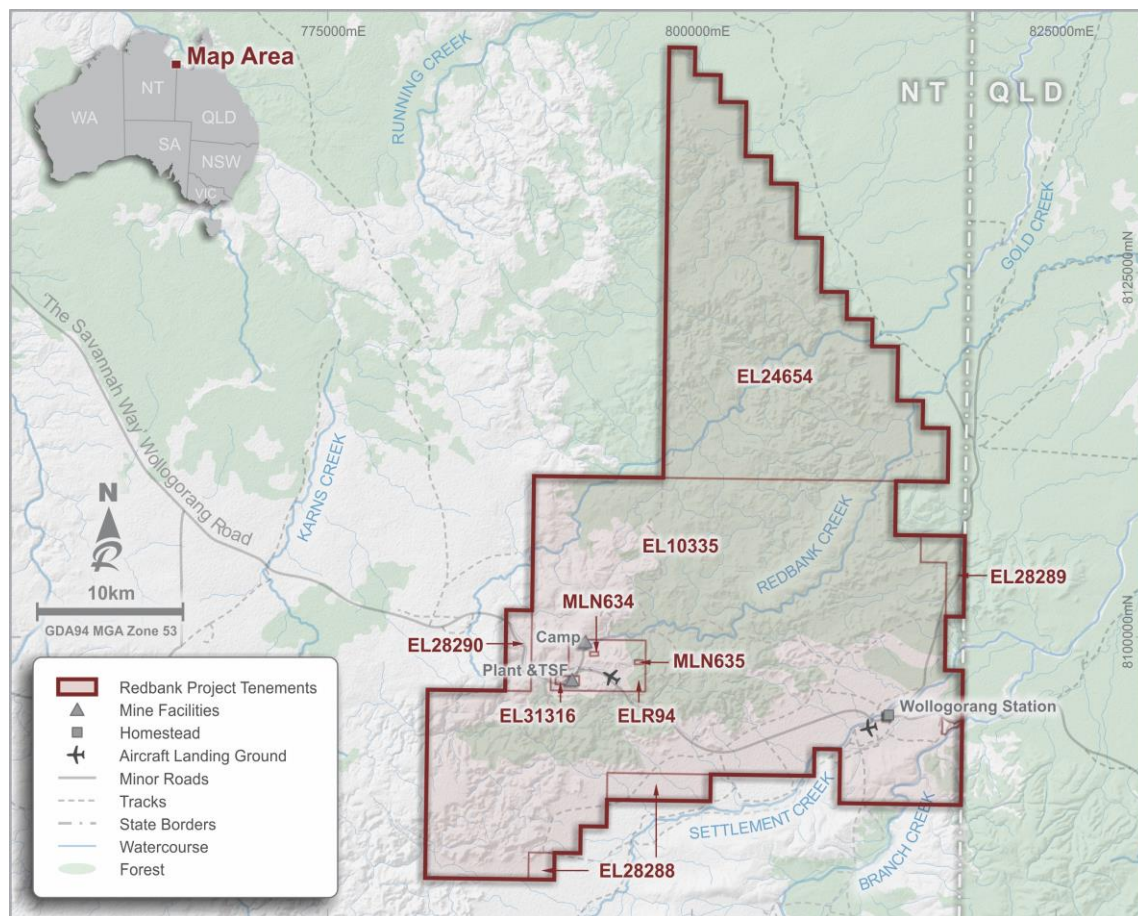 775000mE
800000mE
825000mE
Map Area
NT
WA
QLD
SA
NSW
VIC
RUNNING CREEK
NT QLD
GOLD CREEK
8125000mN
The Savannah Way Wollogorang Road
KARNS CREEK
EL24654
N
10km
GDA94 MGA Zone 53
EL10335
REDBANK CREEK
EL28289
MLN634
EL28290
Camp
MLN635
8100000mN
Plant &TSF
EL31316
ELR94
Wollogorang Station
SETTLEMENT CREEK
BRANCH CREEK
EL28288
Redbank Project Tenements
Mine Facilities
Homestead
Aircraft Landing Ground
Minor Roads
Tracks
State Borders
Watercourse
Forest